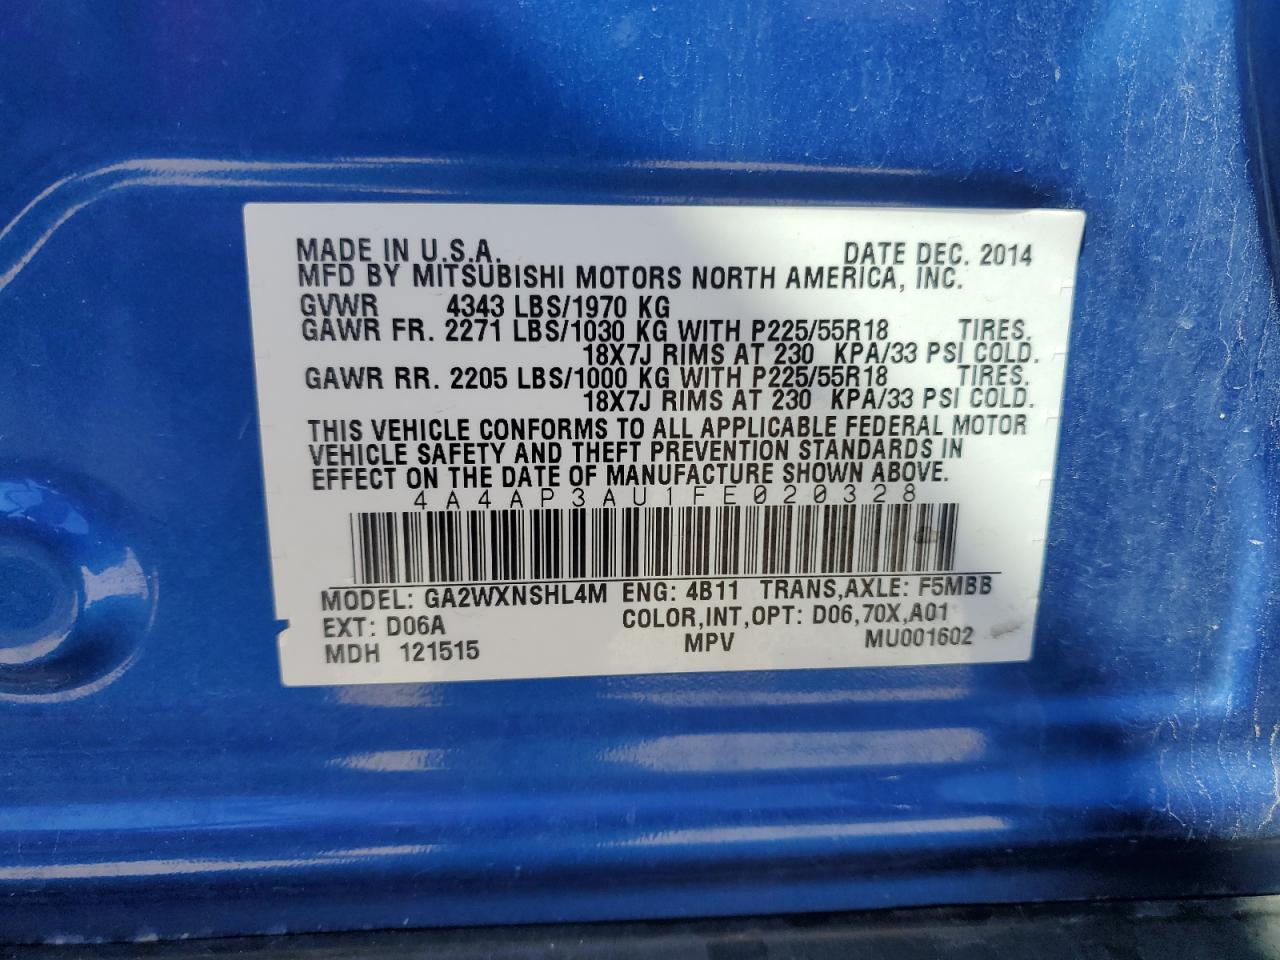 MADE IN U.S.A. DATE DEC. 2014
MFD BY MITSUBISHI MOTORS NORTH AMERICA, INC.
GVWR 4343 LBS/1970 KG
GAWR FR. 2271 LBS/1030 KG WITH P225/55R18 TIRES.
18X7J RIMS AT 230 KPA/33 PSI COLD.
GAWR RR. 2205 LBS/1000 KG WITH P225/55R18 TIRES.
18X7J RIMS AT 230 KPA/33 PSI COLD.
THIS VEHICLE CONFORMS TO ALL APPLICABLE FEDERAL MOTOR
VEHICLE SAFETY AND THEFT PREVENTION STANDARDS IN
EFFECT ON THE DATE OF MANUFACTURE SHOWN ABOVE.
4A4AP3AU1FE020328
MODEL: GA2WXNSHL4M ENG: 4B11 TRANS,AXLE: F5MBB
EXT: D06A COLOR,INT,OPT: D06,70X,A01
MDH 121515 MPV MU001602